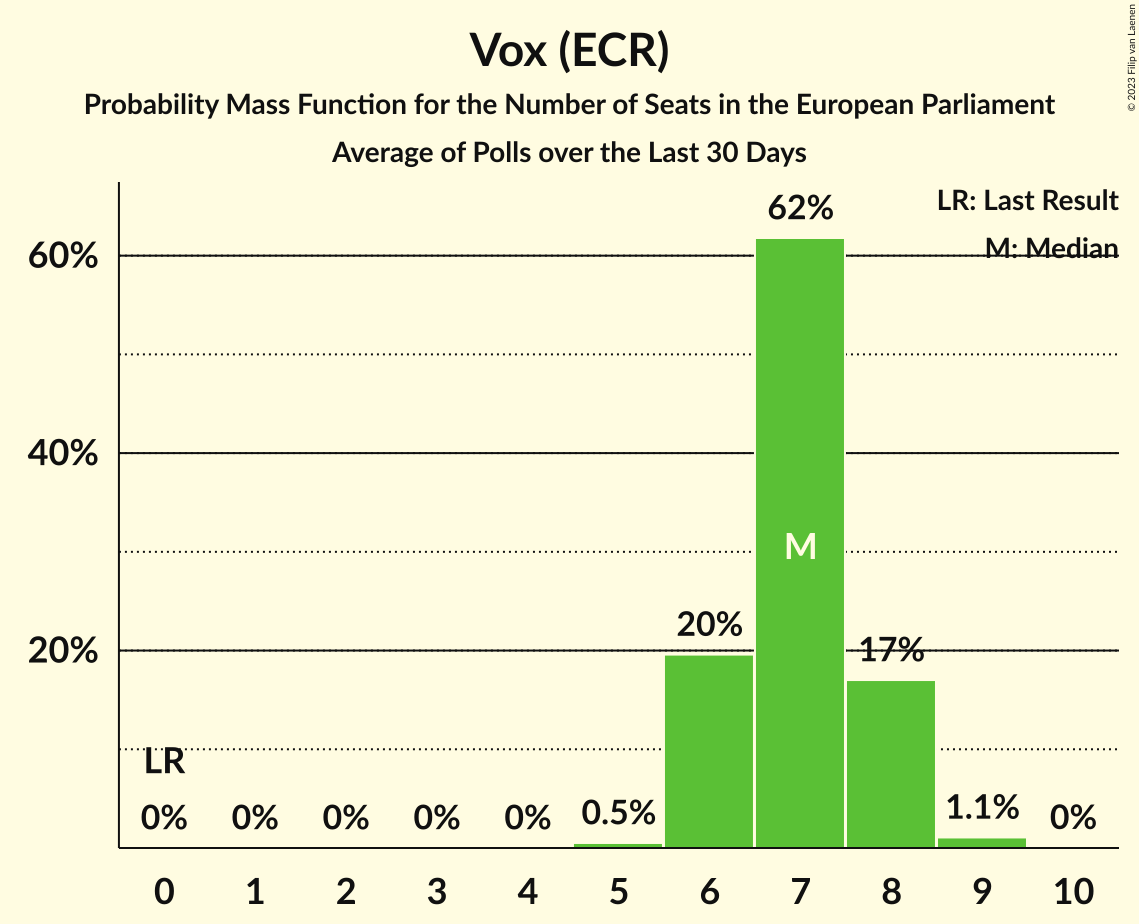 © 2023 Filip van Laenen
Vox (ECR)
Probability Mass Function for the Number of Seats in the European Parliament
Average of Polls over the Last 30 Days
LR: Last Result
M: Median
62%
60%
40%
M
20%
20%
17%
LR
0% 0% 0% 0% 0% 0.5% 1.1% 0%
0 1 2 3 4 5 6 7 8 9 10